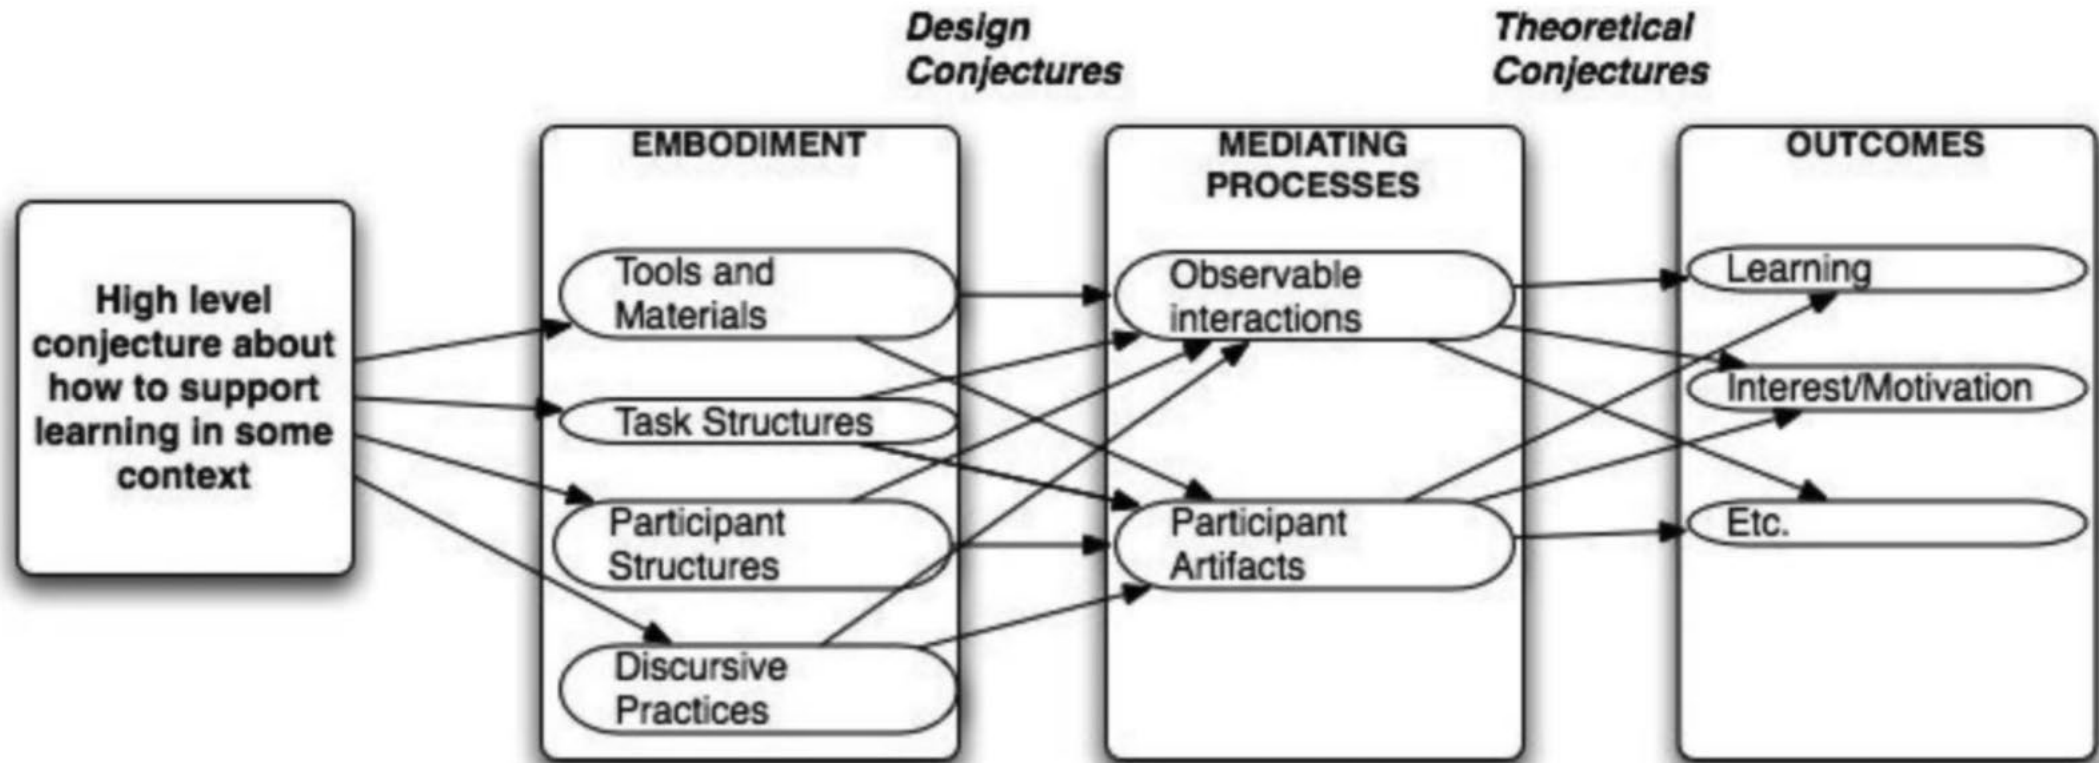 Design
Conjectures
Theoretical
Conjectures
High level
conjecture about
how to support
learning in some
context
EMBODIMENT
Tools and
Materials
Task Structures
Participant
Structures
Discursive
Practices
MEDIATING
PROCESSES
Observable
interactions
Participant
Artifacts
OUTCOMES
Learning
Interest/Motivation
Etc.